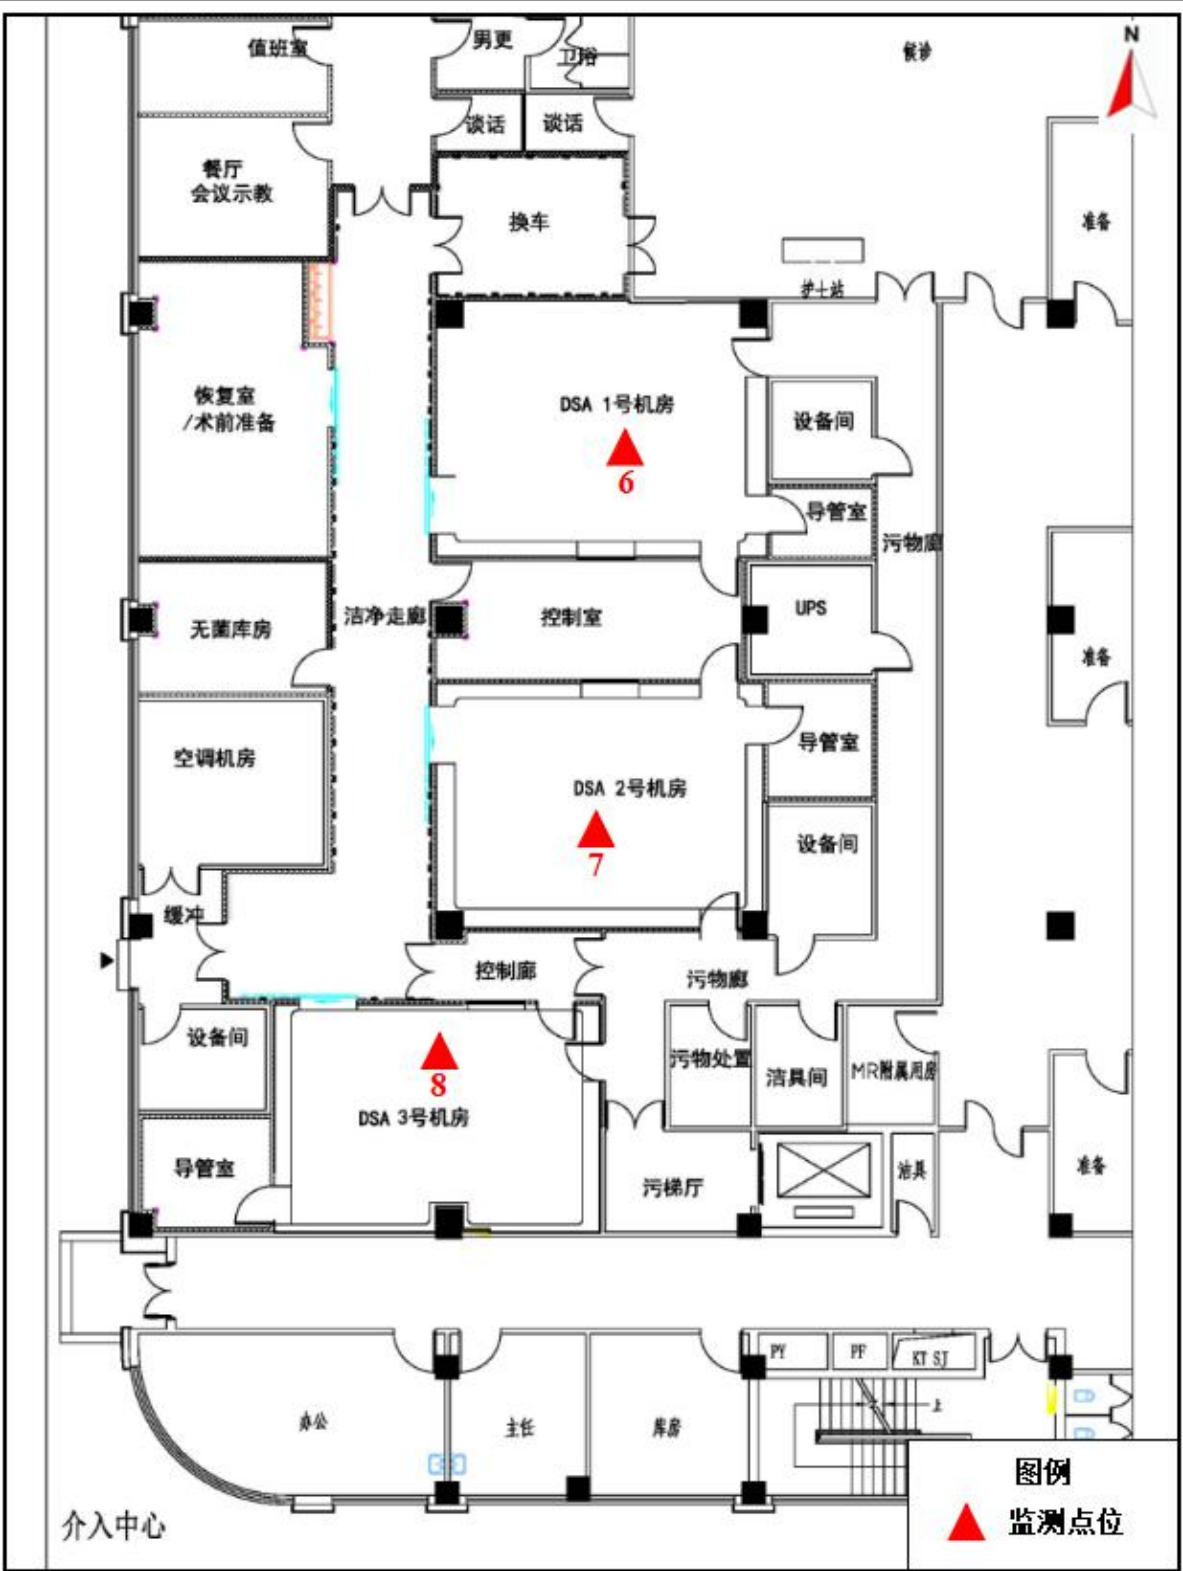 值班室
男更
卫浴
候诊
N
谈话
谈话
餐厅
会议示教
换车
准备
护士站
恢复室
/术前准备
DSA 1号机房
6
设备间
导管室
污物廊
无菌库房
洁净走廊
控制室
UPS
准备
空调机房
DSA 2号机房
7
导管室
设备间
缓冲
控制廊
污物廊
设备间
8
DSA 3号机房
污物处置
洁具间
MR附属用房
导管室
污梯厅
洁具
准备
PY
PF
KT SJ
办公
主任
库房
上
图例
监测点位
介入中心